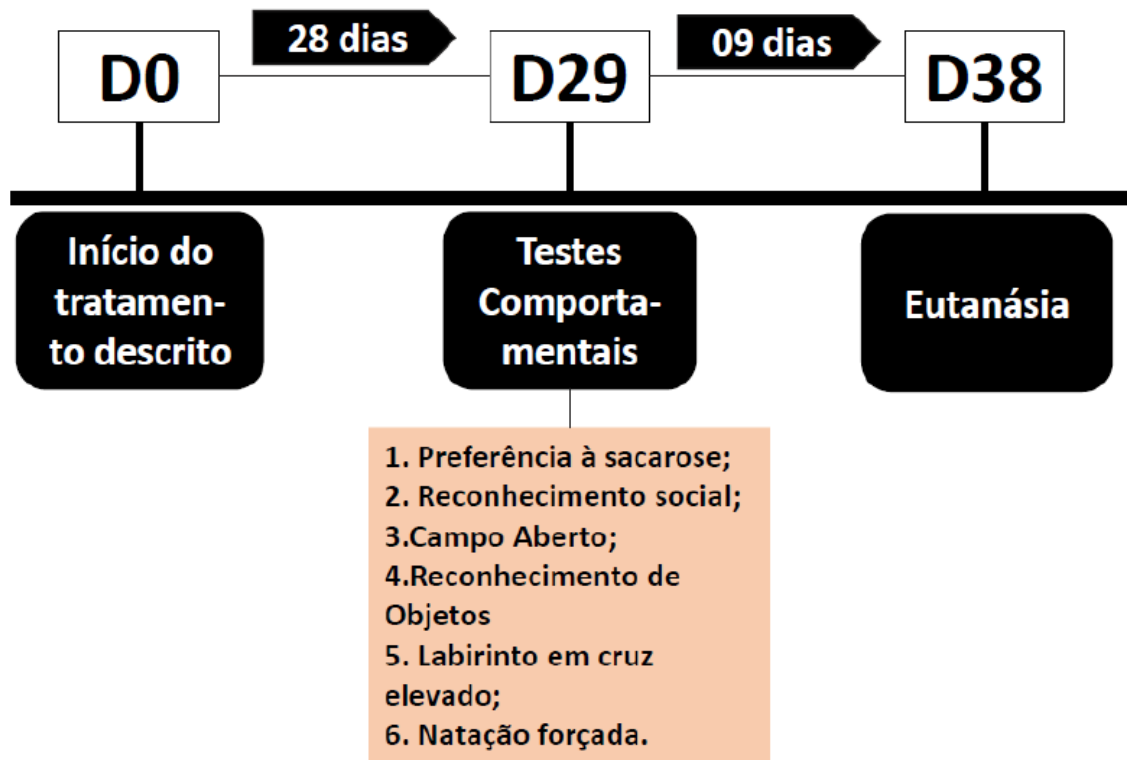 28 dias
09 dias
D0
D29
D38
Início do
tratamen-
to descrito
Testes
Comporta-
mentais
Eutanásia
1. Preferência à sacarose;
2. Reconhecimento social;
3.Campo Aberto;
4.Reconhecimento de
Objetos
5. Labirinto em cruz
elevado;
6. Natação forçada.